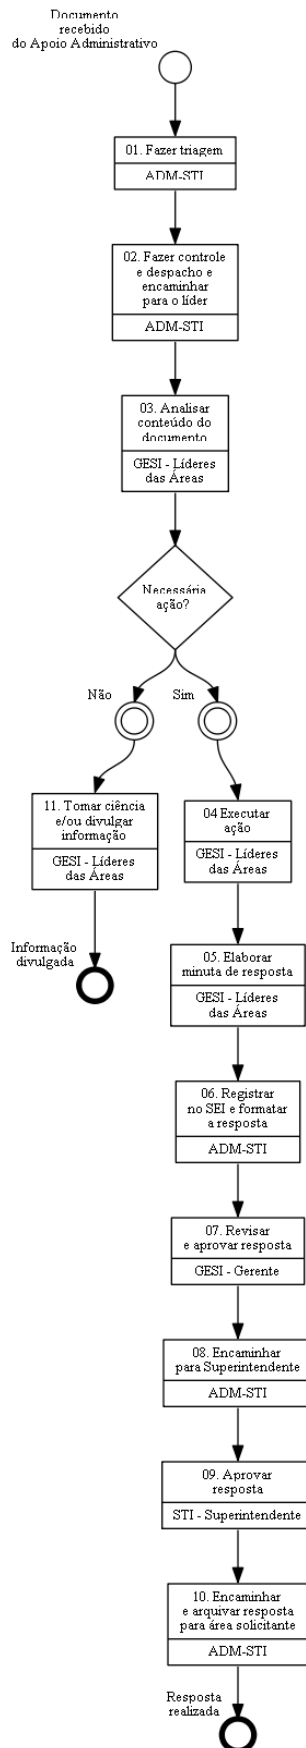 Documento
recebido
do Apoio Administrativo
01. Fazer triagem
ADM-STI
02. Fazer controle
e despacho e
encaminhar
para o líder
ADM-STI
03. Analisar
conteúdo do
documento
GESI - Líderes
das Áreas
Necessária
ação?
Não
Sim
11. Tomar ciência
e/ou divulgar
informação
GESI - Líderes
das Áreas
04 Executar
ação
GESI - Líderes
das Áreas
Informação
divulgada
05. Elaborar
minuta de resposta
GESI - Líderes
das Áreas
06. Registrar
no SEI e formatar
a resposta
ADM-STI
07. Revisar
e aprovar resposta
GESI - Gerente
08. Encaminhar
para Superintendente
ADM-STI
09. Aprovar
resposta
STI - Superintendente
10. Encaminhar
e arquivar resposta
para área solicitante
ADM-STI
Resposta
realizada